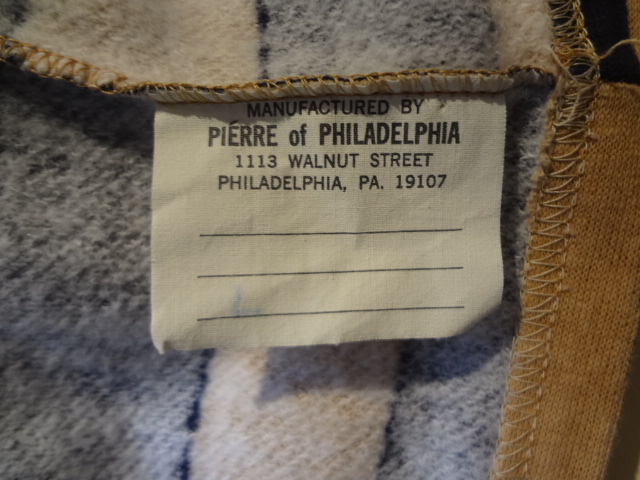 MANUFACTURED BY
PIÉRRE of PHILADELPHIA
1113 WALNUT STREET
PHILADELPHIA, PA. 19107